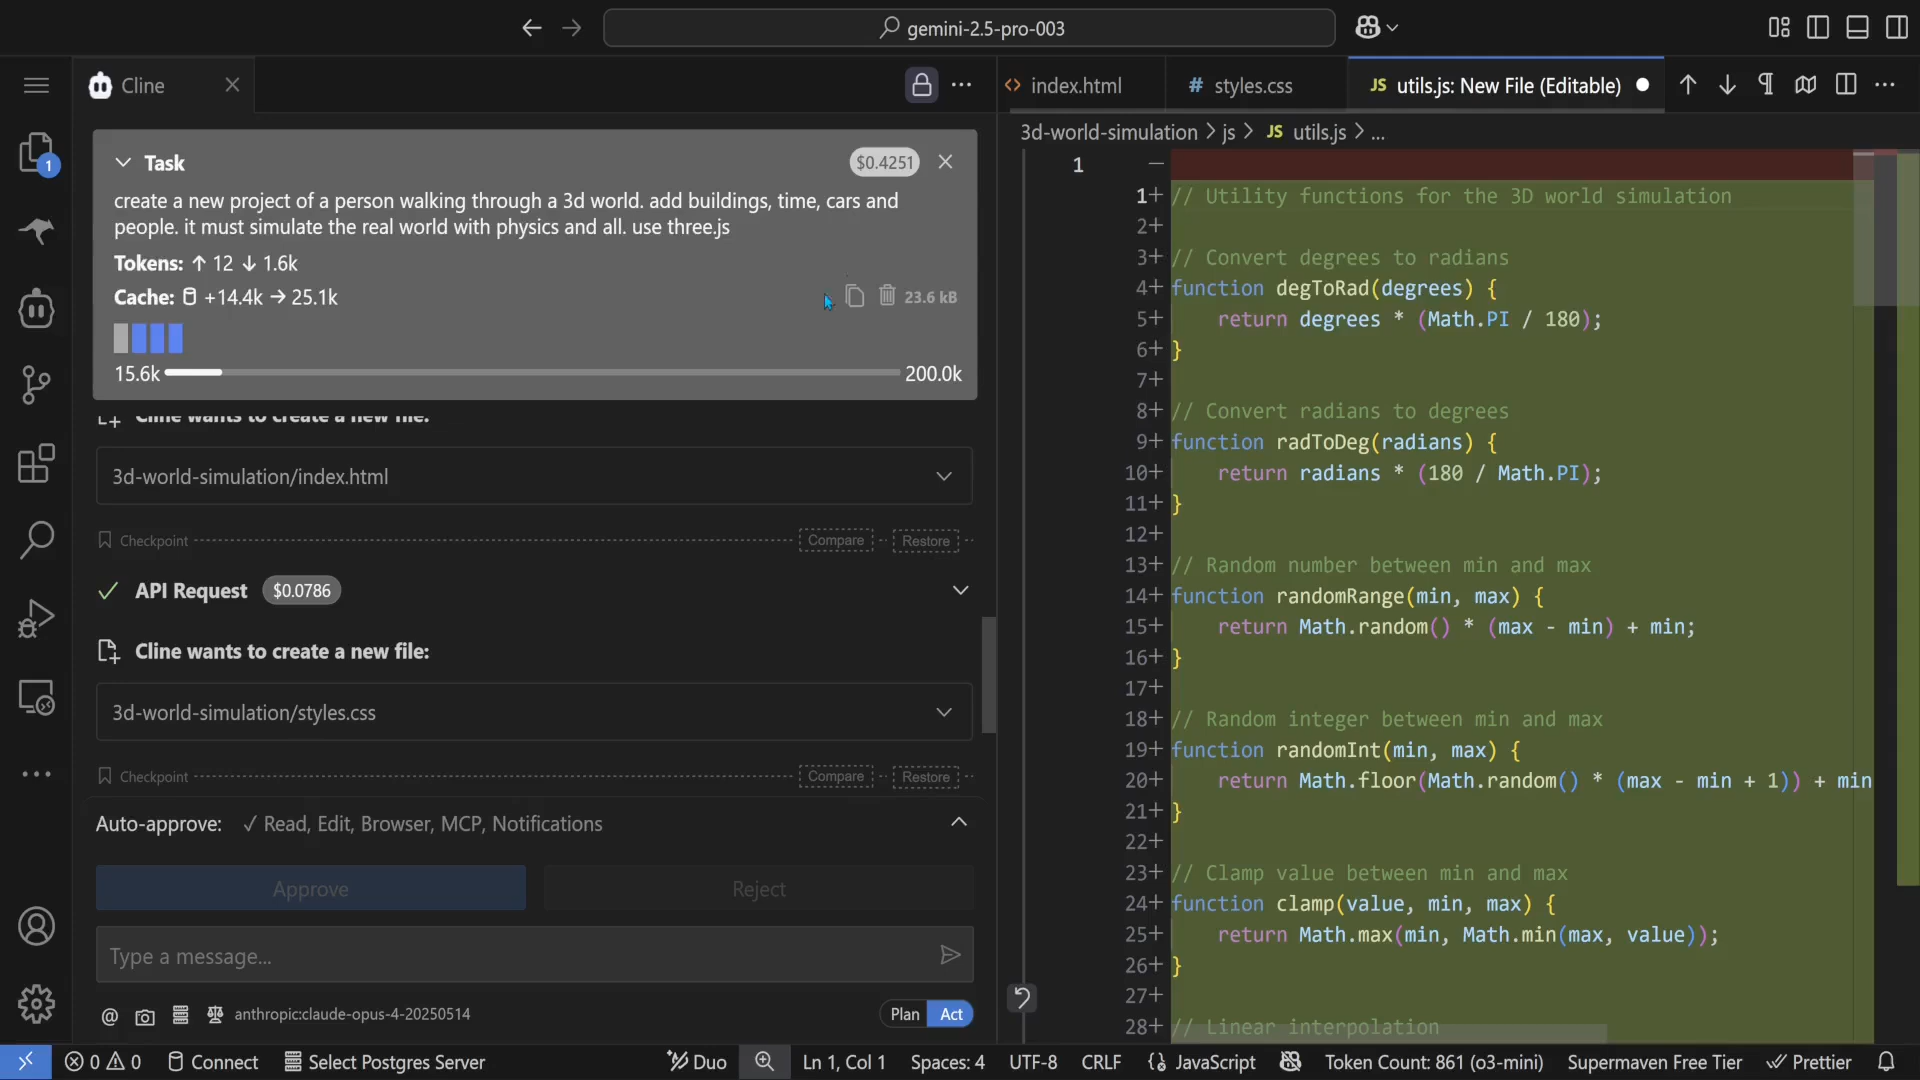 gemini-2.5-pro-003
Cline
index.html
# styles.css
JS utils.js: New File (Editable)
3d-world-simulation > js > JS utils.js > ...
1
Task
$0.4251
create a new project of a person walking through a 3d world. add buildings, time, cars and
people. it must simulate the real world with physics and all. use three.js
Tokens: ↑ 12 ↓ 1.6k
Cache: +14.4k → 25.1k
23.6 kB
15.6k
200.0k
Cline wants to create a new file:
3d-world-simulation/index.html
Checkpoint
Compare
Restore
API Request
$0.0786
Cline wants to create a new file:
3d-world-simulation/styles.css
Checkpoint
Compare
Restore
Auto-approve: ✓ Read, Edit, Browser, MCP, Notifications
Approve
Reject
Type a message...
@
anthropic:claude-opus-4-20250514
Plan
Act
1 —
1+ // Utility functions for the 3D world simulation
2+
3+ // Convert degrees to radians
4+ function degToRad(degrees) {
5+ return degrees * (Math.PI / 180);
6+ }
7+
8+ // Convert radians to degrees
9+ function radToDeg(radians) {
10+ return radians * (180 / Math.PI);
11+ }
12+
13+ // Random number between min and max
14+ function randomRange(min, max) {
15+ return Math.random() * (max - min) + min;
16+ }
17+
18+ // Random integer between min and max
19+ function randomInt(min, max) {
20+ return Math.floor(Math.random() * (max - min + 1)) + min
21+ }
22+
23+ // Clamp value between min and max
24+ function clamp(value, min, max) {
25+ return Math.max(min, Math.min(max, value));
26+ }
27+
28+ // Linear interpolation
0 0
Connect
Select Postgres Server
Duo
Ln 1, Col 1
Spaces: 4
UTF-8
CRLF
{} JavaScript
Token Count: 861 (o3-mini)
Supermaven Free Tier
Prettier